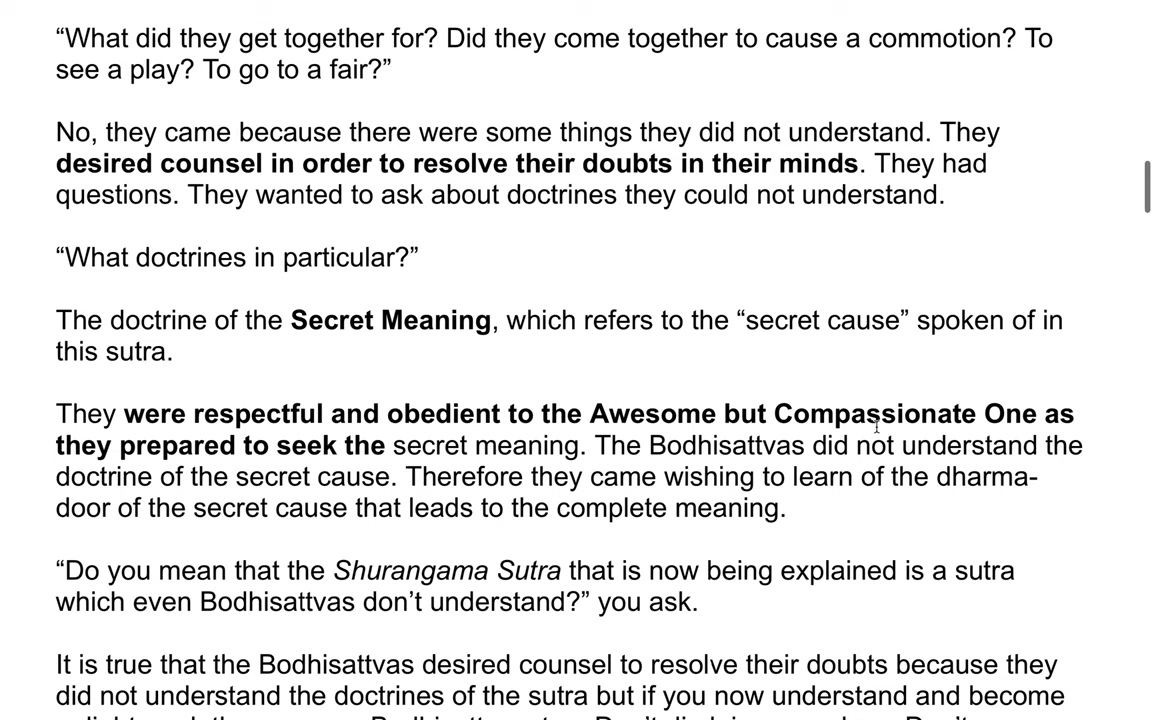 “What did they get together for? Did they come together to cause a commotion? To
see a play? To go to a fair?”
No, they came because there were some things they did not understand. They
desired counsel in order to resolve their doubts in their minds. They had
questions. They wanted to ask about doctrines they could not understand.
“What doctrines in particular?”
The doctrine of the Secret Meaning, which refers to the “secret cause” spoken of in
this sutra.
They were respectful and obedient to the Awesome but Compassionate One as
they prepared to seek the secret meaning. The Bodhisattvas did not understand the
doctrine of the secret cause. Therefore they came wishing to learn of the dharma-
door of the secret cause that leads to the complete meaning.
“Do you mean that the Shurangama Sutra that is now being explained is a sutra
which even Bodhisattvas don’t understand?” you ask.
It is true that the Bodhisattvas desired counsel to resolve their doubts because they
did not understand the doctrines of the sutra but if you now understand and become